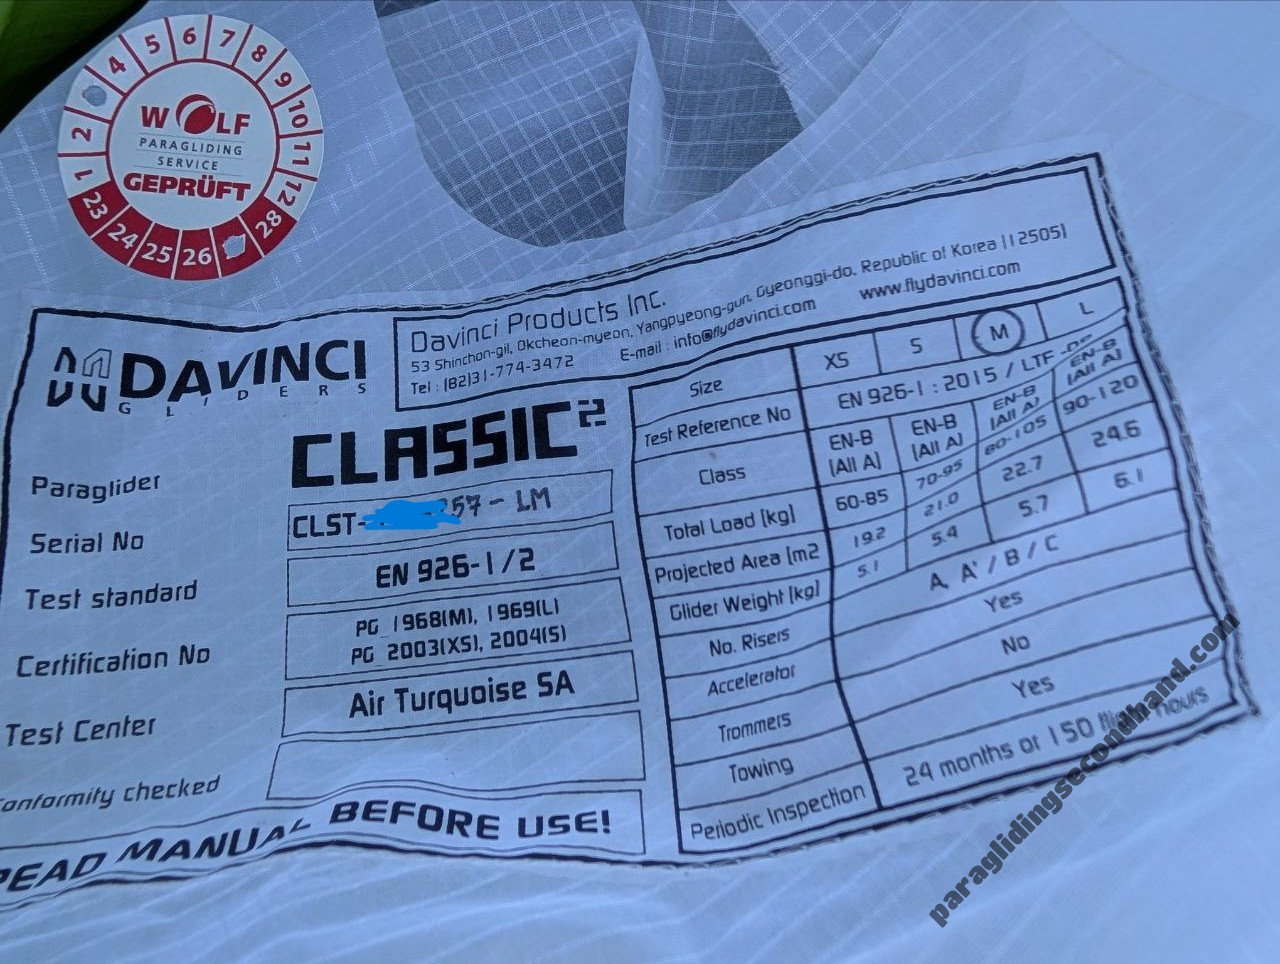 4 5 6 7 8 9 10 11 12
2 1
WOLF
PARAGLIDING
SERVICE
GEPRÜFT
23 24 25 26 28
DAVINCI
GLIDERS
Davinci Products Inc.
53 Shinchon-gil, Okcheon-myeon, Yangpyeong-gun, Gyeonggi-do, Republic of Korea (12505)
Tel : (82)31-774-3472 E-mail : info@flydavinci.com www.flydavinci.com
Paraglider CLASSIC²
Serial No CLST- 57 - LM
Test standard EN 926-1/2
Certification No PG_1968(M), 1969(L)
PG_2003(XS), 2004(S)
Test Center Air Turquoise SA
Conformity checked
READ MANUAL BEFORE USE!
Size XS S M L
Test Reference No EN 926-1 : 2015 / LTF
Class EN-B (All A) EN-B (All A) EN-B (All A) EN-B (All A)
Total Load (kg) 60-85 70-95 80-105 90-120
Projected Area (m2 19.2 21.0 22.7 24.6
Glider Weight (kg) 5.1 5.4 5.7 6.1
No. Risers A, A' / B / C
Accelerator Yes
Trommers No
Towing Yes
Periodic Inspection 24 months or 150 flight hours
paraglidingsecondhand.com